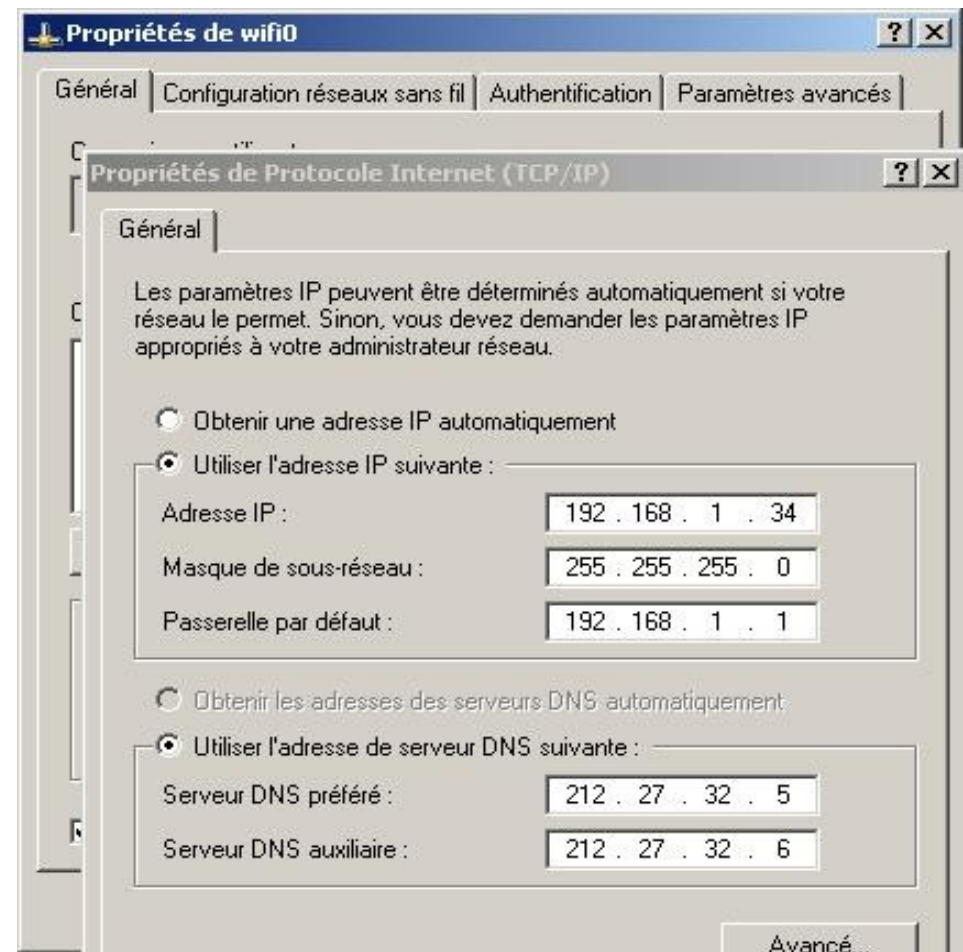 Propriétés de wifi0
Général Configuration réseaux sans fil Authentification Paramètres avancés
Propriétés de Protocole Internet (TCP/IP)
Général
Les paramètres IP peuvent être déterminés automatiquement si votre
réseau le permet. Sinon, vous devez demander les paramètres IP
appropriés à votre administrateur réseau.
Obtenir une adresse IP automatiquement
Utiliser l'adresse IP suivante :
Adresse IP : 192 . 168 . 1 . 34
Masque de sous-réseau : 255 . 255 . 255 . 0
Passerelle par défaut : 192 . 168 . 1 . 1
Obtenir les adresses des serveurs DNS automatiquement
Utiliser l'adresse de serveur DNS suivante :
Serveur DNS préféré : 212 . 27 . 32 . 5
Serveur DNS auxiliaire : 212 . 27 . 32 . 6
Avancé...